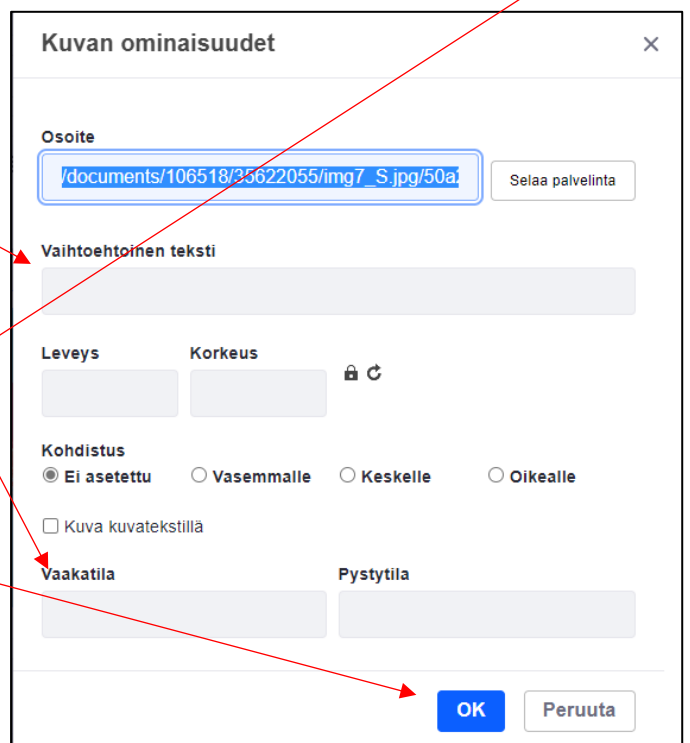 Kuvan ominaisuudet
Osoite
/documents/106518/35622055/img7_S.jpg/50a2
Selaa palvelinta
Vaihtoehtoinen teksti
Leveys Korkeus
Kohdistus
Ei asetettu Vasemmalle Keskelle Oikealle
Kuva kuvatekstillä
Vaakatila Pystytila
OK Peruuta